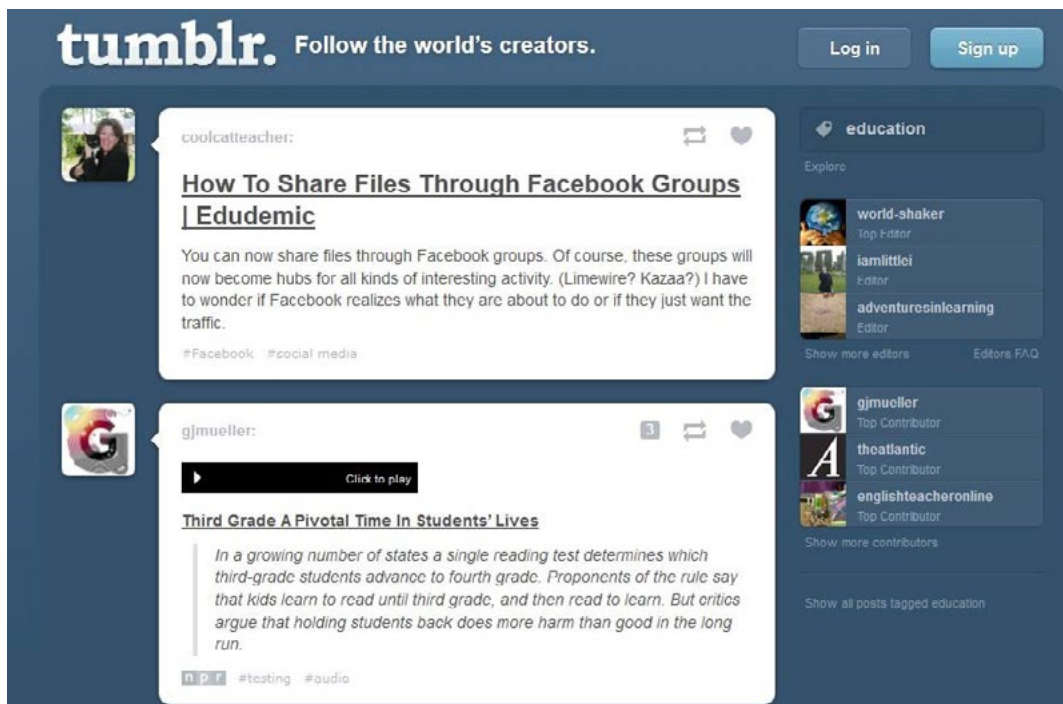 tumblr. Follow the world's creators.
Log in
Sign up
coolcatteacher:
How To Share Files Through Facebook Groups
| Edudemic
You can now share files through Facebook groups. Of course, these groups will
now become hubs for all kinds of interesting activity. (Limewire? Kazaa?) I have
to wonder if Facebook realizes what they are about to do or if they just want the
traffic.
#Facebook #social media
gjmueller:
3
Click to play
Third Grade A Pivotal Time In Students' Lives
In a growing number of states a single reading test determines which
third-grade students advance to fourth grade. Proponents of the rule say
that kids learn to read until third grade, and then read to learn. But critics
argue that holding students back does more harm than good in the long
run.
npr #testing #audio
education
Explore
world-shaker
Top Editor
iamlittlei
Editor
adventuresinlearning
Editor
Show more editors
Editors FAQ
G
gjmueller
Top Contributor
A
theatlantic
Top Contributor
englishteacheronline
Top Contributor
Show more contributors
Show all posts tagged education